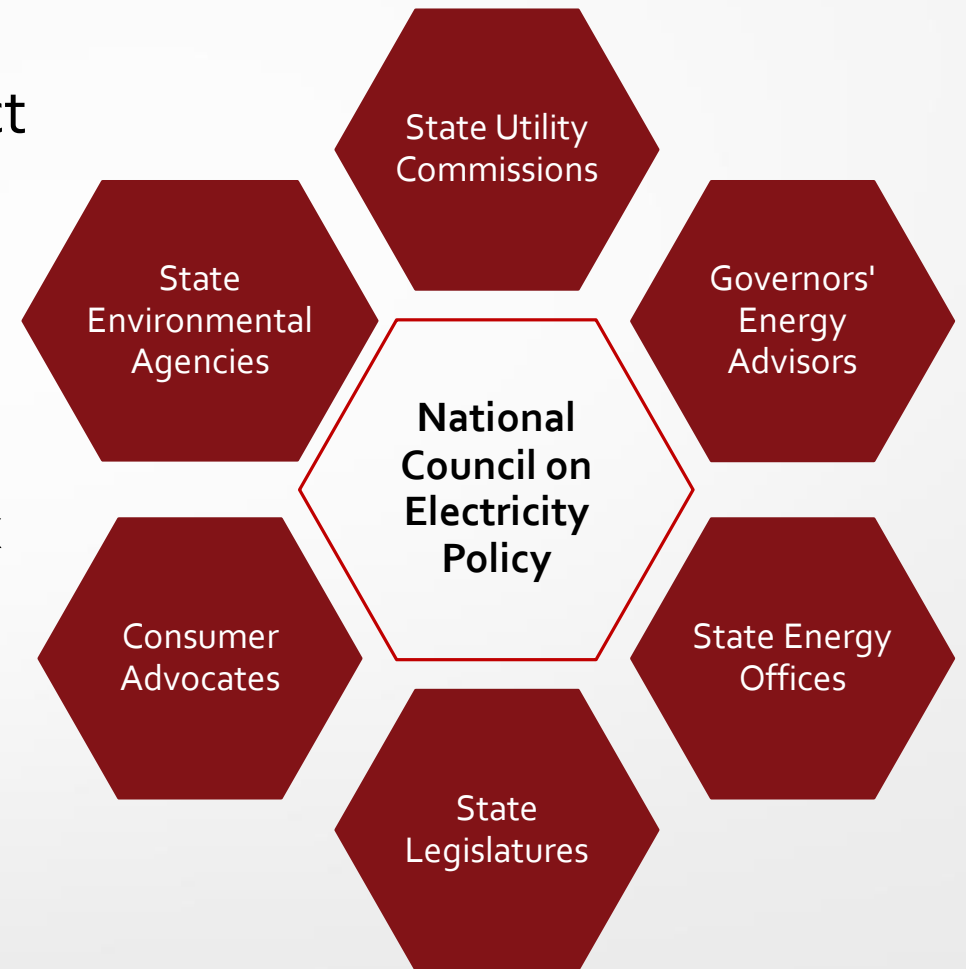 State Utility
Commissions
Governors'
Energy
Advisors
State Energy
Offices
State
Legislatures
Consumer
Advocates
State
Environmental
Agencies
National
Council on
Electricity
Policy